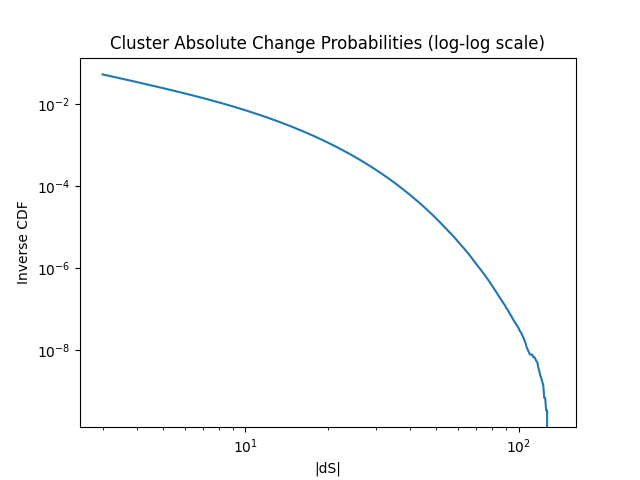 Cluster Absolute Change Probabilities (log-log scale)
10⁻²
10⁻⁴
10⁻⁶
10⁻⁸
Inverse CDF
10¹ 10²
|dS|